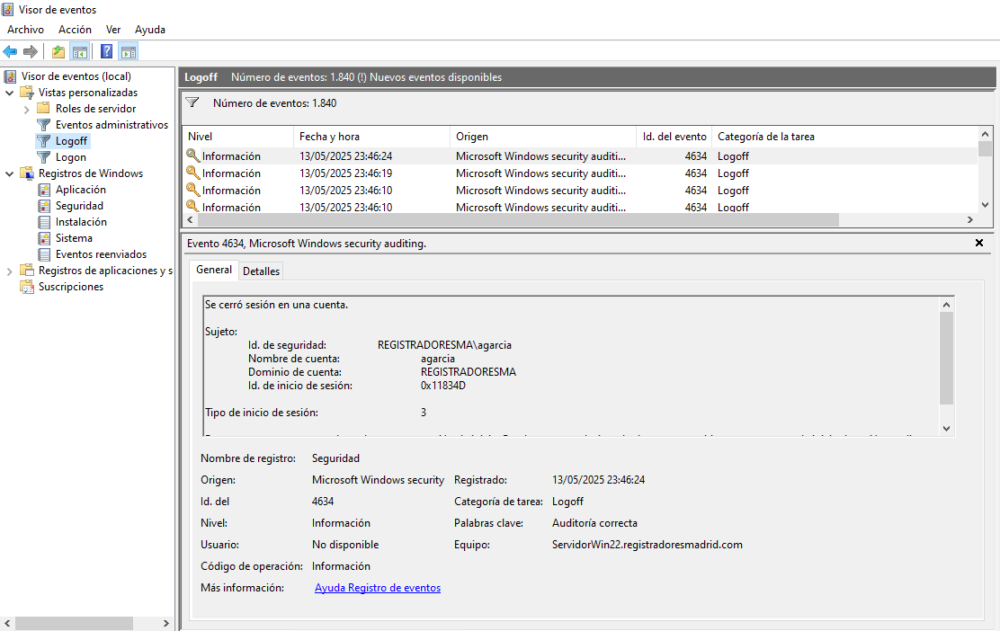 Visor de eventos
Archivo Acción Ver Ayuda
Visor de eventos (local)
Vistas personalizadas
Roles de servidor
Eventos administrativos
Logoff
Logon
Registros de Windows
Aplicación
Seguridad
Instalación
Sistema
Eventos reenviados
Registros de aplicaciones y s
Suscripciones
Logoff Número de eventos: 1.840 (!) Nuevos eventos disponibles
Número de eventos: 1.840
Nivel Fecha y hora Origen Id. del evento Categoría de la tarea
Información 13/05/2025 23:46:24 Microsoft Windows security auditi... 4634 Logoff
Información 13/05/2025 23:46:19 Microsoft Windows security auditi... 4634 Logoff
Información 13/05/2025 23:46:10 Microsoft Windows security auditi... 4634 Logoff
Información 13/05/2025 23:46:10 Microsoft Windows security auditi... 4634 Logoff
Evento 4634, Microsoft Windows security auditing.
General Detalles
Se cerró sesión en una cuenta.
Sujeto:
Id. de seguridad: REGISTRADORESMA\agarcia
Nombre de cuenta: agarcia
Dominio de cuenta: REGISTRADORESMA
Id. de inicio de sesión: 0x11834D
Tipo de inicio de sesión: 3
Nombre de registro: Seguridad
Origen: Microsoft Windows security Registrado: 13/05/2025 23:46:24
Id. del 4634 Categoría de tarea: Logoff
Nivel: Información Palabras clave: Auditoría correcta
Usuario: No disponible Equipo: ServidorWin22.registradoresmadrid.com
Código de operación: Información
Más información: Ayuda Registro de eventos